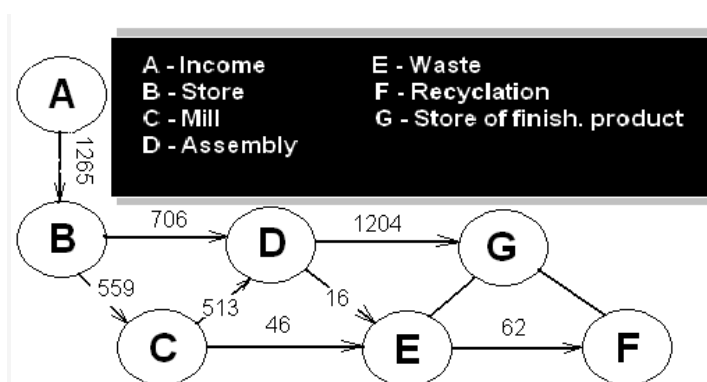 A - Income
E - Waste
B - Store
F - Recyclation
C - Mill
G - Store of finish. product
D - Assembly
A
1265
B
706
D
1204
G
559
513
16
C
46
E
62
F